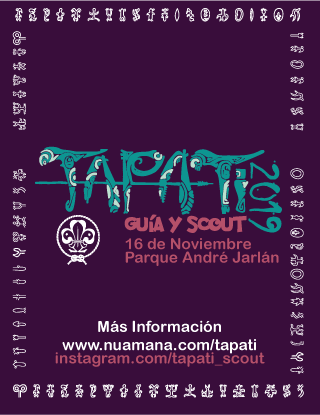 TAPATI
2019
GUÍA Y SCOUT
16 de Noviembre
Parque André Jarlán
Más Información
www.nuamana.com/tapati
instagram.com/tapati_scout